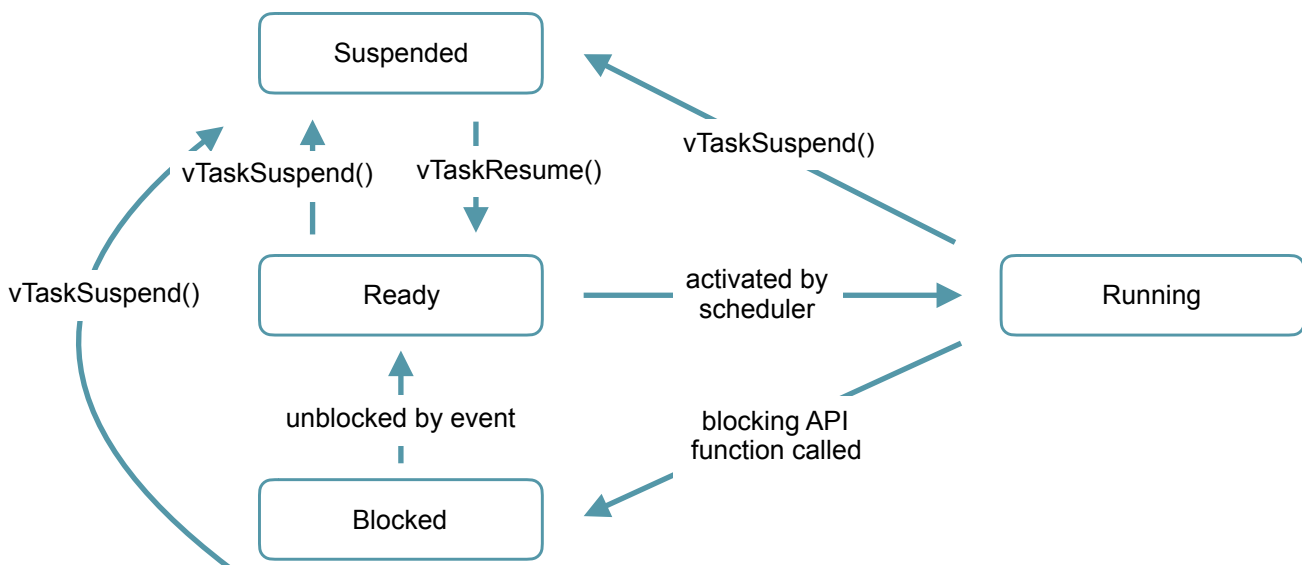 Suspended
vTaskSuspend()
vTaskSuspend()
vTaskResume()
vTaskSuspend()
Ready
activated by
scheduler
Running
unblocked by event
blocking API
function called
Blocked